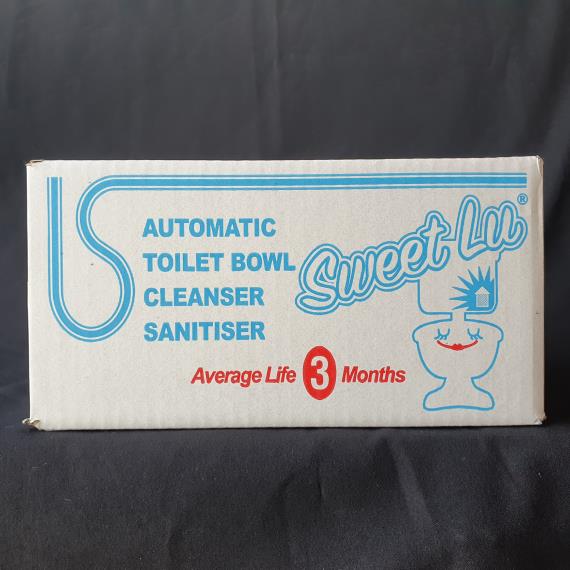 AUTOMATIC
TOILET BOWL
CLEANSER
SANITISER
Sweet Lu®
Average Life 3 Months